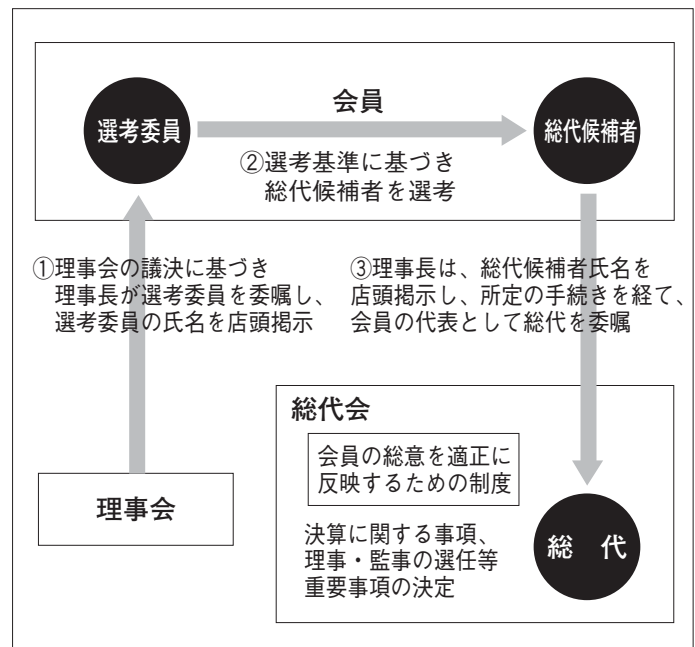 会員
選考委員
総代候補者
②選考基準に基づき
総代候補者を選考
①理事会の議決に基づき
理事長が選考委員を委嘱し、
選考委員の氏名を店頭掲示
③理事長は、総代候補者氏名を
店頭掲示し、所定の手続きを経て、
会員の代表として総代を委嘱
理事会
総代会
会員の総意を適正に
反映するための制度
決算に関する事項、
理事・監事の選任等
重要事項の決定
総 代